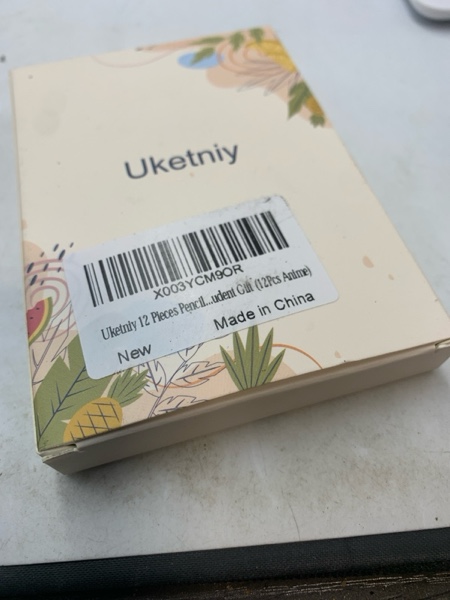 Uketniy
X003YCM9OR
Uketniy 12 Pieces Pencil...udent Gift (12Pcs Anime)
New
Made in China